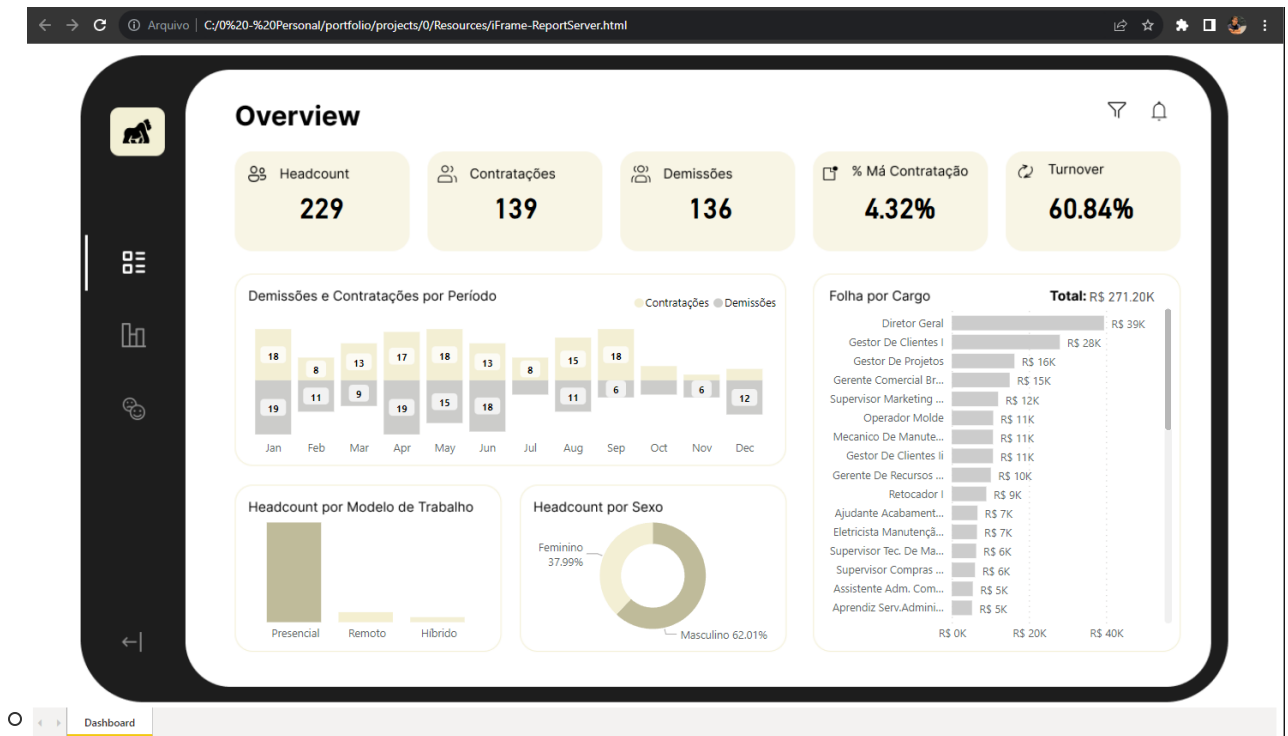 Arquivo
C:/0%20-%20Personal/portfolio/projects/0/Resources/iFrame-ReportServer.html
Overview
Headcount
229
Contratações
139
Demissões
136
% Má Contratação
4.32%
Turnover
60.84%
Demissões e Contratações por Período
Contratações Demissões
18 8 13 17 18 13 8 15 18
19 11 9 19 15 18 11 6 6 12
Jan Feb Mar Apr May Jun Jul Aug Sep Oct Nov Dec
Folha por Cargo
Total: R$ 271.20K
Diretor Geral R$ 39K
Gestor De Clientes I R$ 28K
Gestor De Projetos R$ 16K
Gerente Comercial Br... R$ 15K
Supervisor Marketing ... R$ 12K
Operador Molde R$ 11K
Mecanico De Manute... R$ 11K
Gestor De Clientes Ii R$ 11K
Gerente De Recursos ... R$ 10K
Retocador I R$ 9K
Ajudante Acabament... R$ 7K
Eletricista Manutençã... R$ 7K
Supervisor Tec. De Ma... R$ 6K
Supervisor Compras ... R$ 6K
Assistente Adm. Com... R$ 5K
Aprendiz Serv.Admini... R$ 5K
R$ 0K R$ 20K R$ 40K
Headcount por Modelo de Trabalho
Presencial Remoto Híbrido
Headcount por Sexo
Feminino
37.99%
Masculino 62.01%
Dashboard